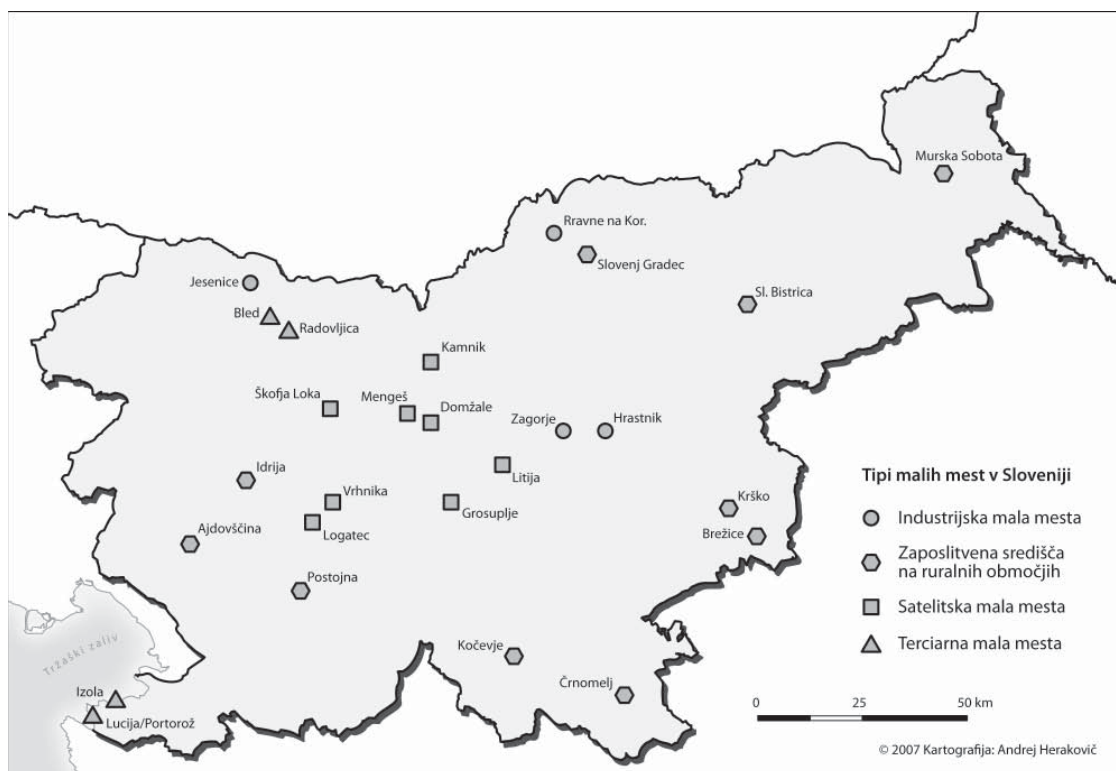 Murska Sobota
Rravne na Kor.
Slovenj Gradec
Jesenice
Sl. Bistrica
Bled
Radovljica
Kamnik
Škofja Loka
Mengeš
Domžale
Zagorje
Hrastnik
Idrija
Litija
Vrhnika
Grosuplje
Krško
Ajdovščina
Logatec
Brežice
Postojna
Tržaški zaliv
Kočevje
Črnomelj
Izola
Lucija/Portorož
Tipi malih mest v Sloveniji
Industrijska mala mesta
Zaposlitvena središča
na ruralnih območjih
Satelitska mala mesta
Terciarna mala mesta
0 25 50 km
© 2007 Kartografija: Andrej Herakovič